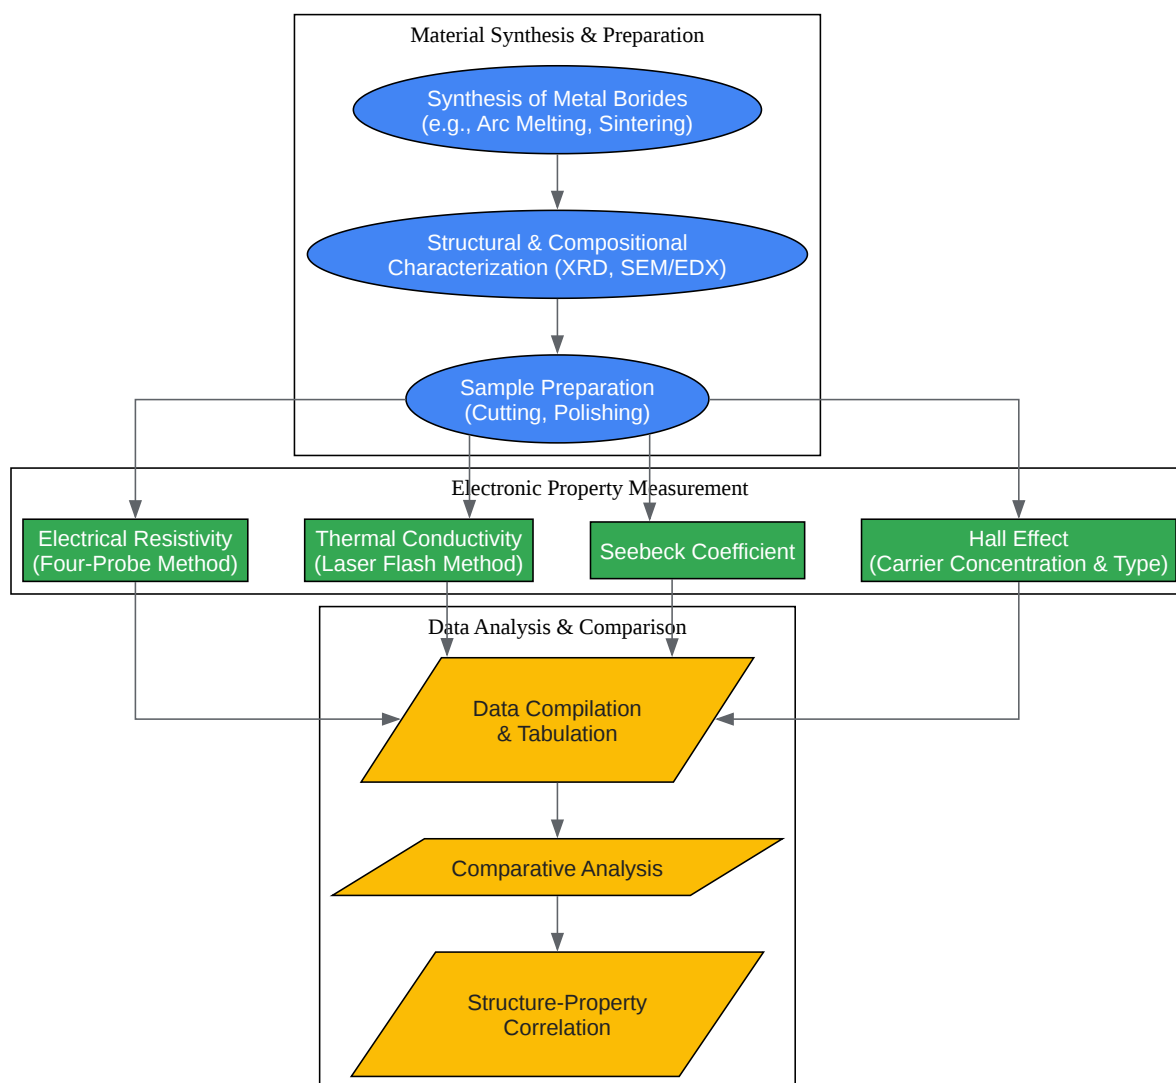 Material Synthesis & Preparation
Synthesis of Metal Borides
(e.g., Arc Melting, Sintering)
Structural & Compositional
Characterization (XRD, SEM/EDX)
Sample Preparation
(Cutting, Polishing)
Electronic Property Measurement
Electrical Resistivity
(Four-Probe Method)
Thermal Conductivity
(Laser Flash Method)
Seebeck Coefficient
Hall Effect
(Carrier Concentration & Type)
Data Analysis & Comparison
Data Compilation
& Tabulation
Comparative Analysis
Structure-Property
Correlation